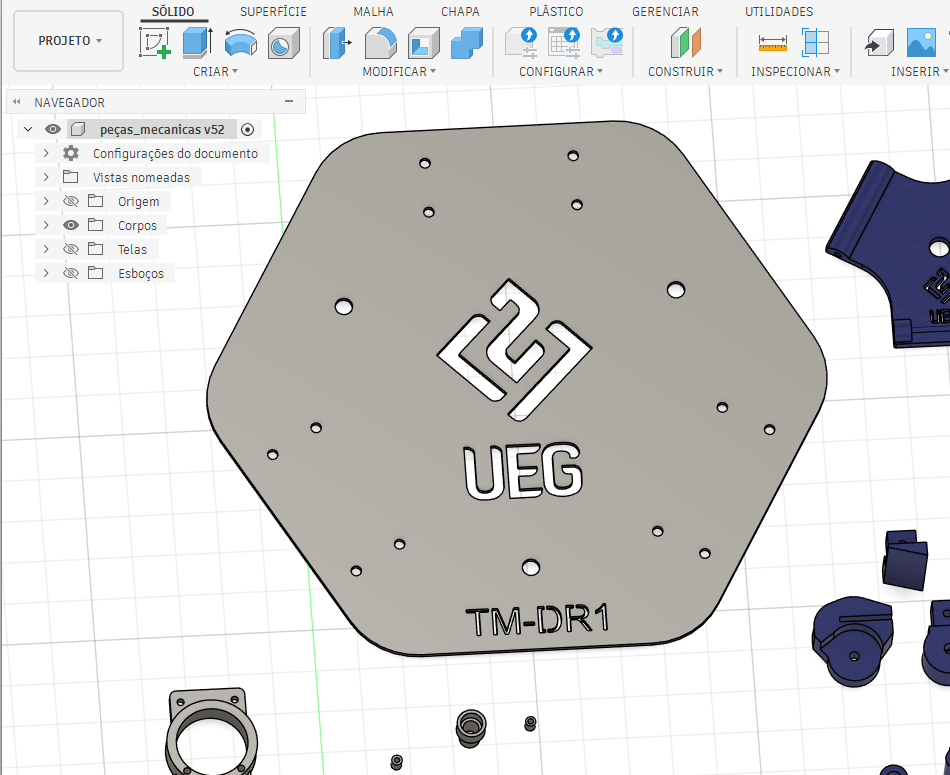 SÓLIDO SUPERFÍCIE MALHA CHAPA PLÁSTICO GERENCIAR UTILIDADES
PROJETO
CRIAR MODIFICAR CONFIGURAR CONSTRUIR INSPECIONAR INSERIR
NAVEGADOR
peças_mecanicas v52
Configurações do documento
Vistas nomeadas
Origem
Corpos
Telas
Esboços
UEG
TM-DR1